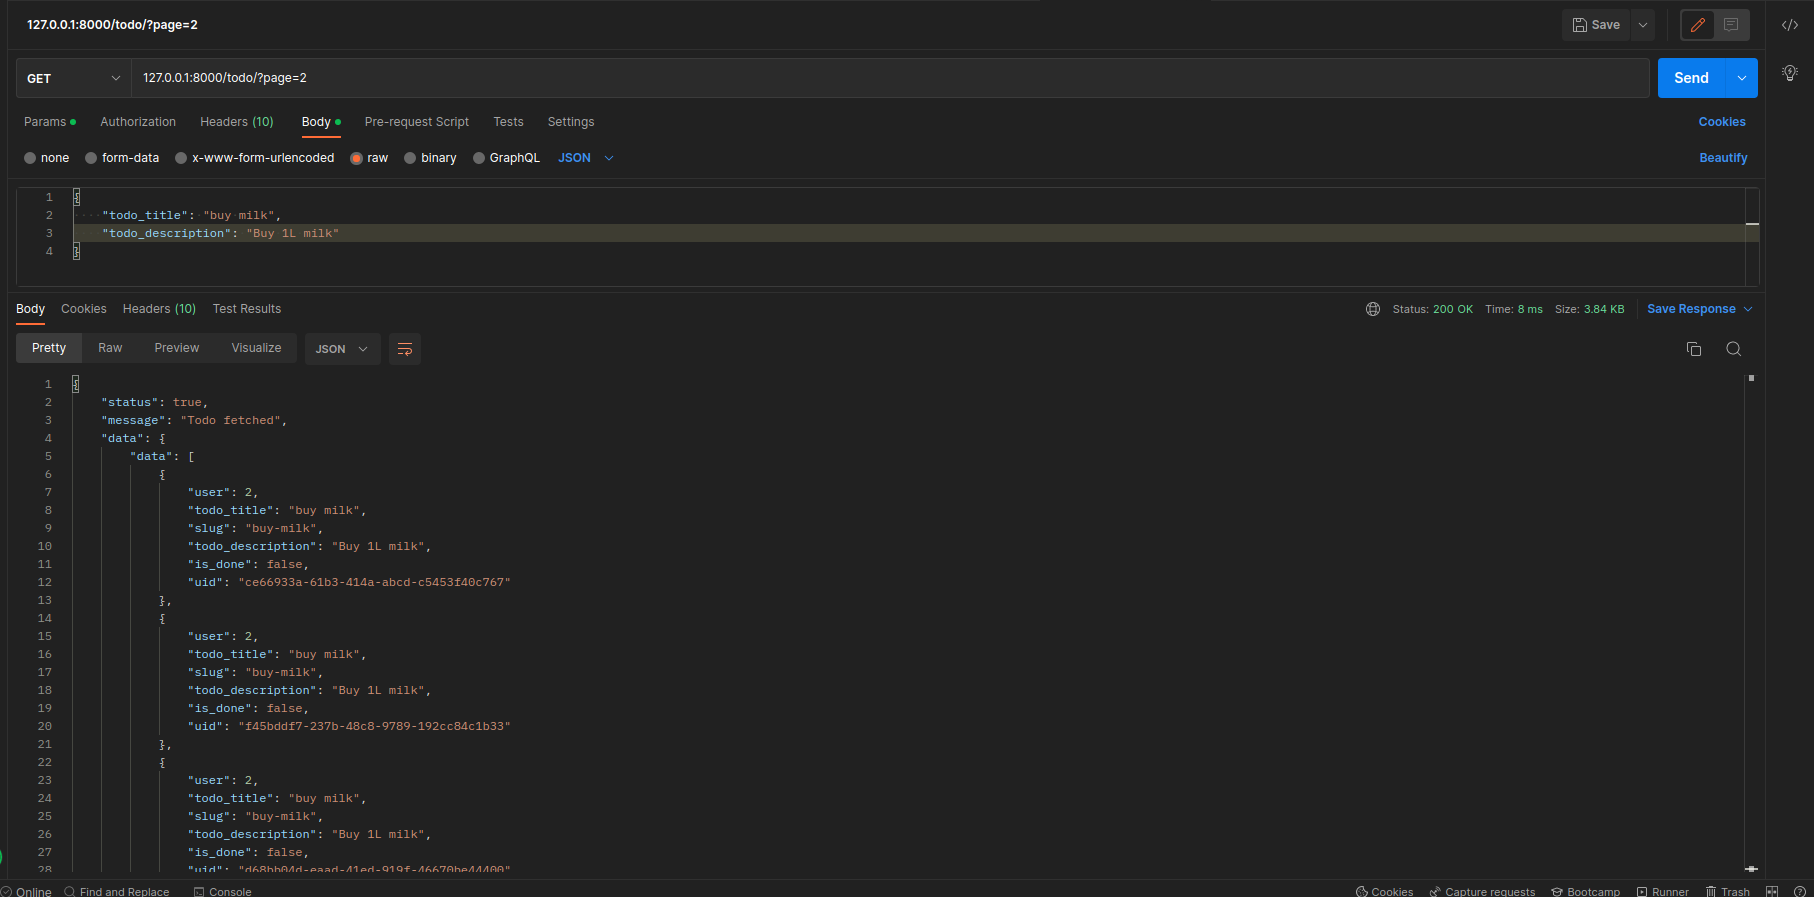 127.0.0.1:8000/todo/?page=2
Save
GET 127.0.0.1:8000/todo/?page=2 Send
Params Authorization Headers (10) Body Pre-request Script Tests Settings Cookies
none form-data x-www-form-urlencoded raw binary GraphQL JSON Beautify
1 {
2 "todo_title": "buy milk",
3 "todo_description": "Buy 1L milk"
4 }
Body Cookies Headers (10) Test Results Status: 200 OK Time: 8 ms Size: 3.84 KB Save Response
Pretty Raw Preview Visualize JSON
1 {
2 "status": true,
3 "message": "Todo fetched",
4 "data": {
5 "data": [
6 {
7 "user": 2,
8 "todo_title": "buy milk",
9 "slug": "buy-milk",
10 "todo_description": "Buy 1L milk",
11 "is_done": false,
12 "uid": "ce66933a-61b3-414a-abcd-c5453f40c767"
13 },
14 {
15 "user": 2,
16 "todo_title": "buy milk",
17 "slug": "buy-milk",
18 "todo_description": "Buy 1L milk",
19 "is_done": false,
20 "uid": "f45bddf7-237b-48c8-9789-192cc84c1b33"
21 },
22 {
23 "user": 2,
24 "todo_title": "buy milk",
25 "slug": "buy-milk",
26 "todo_description": "Buy 1L milk",
27 "is_done": false,
28 "uid": "d68bb04d-eaad-41ed-919f-46670be44400"
Online Find and Replace Console Cookies Capture requests Bootcamp Runner Trash